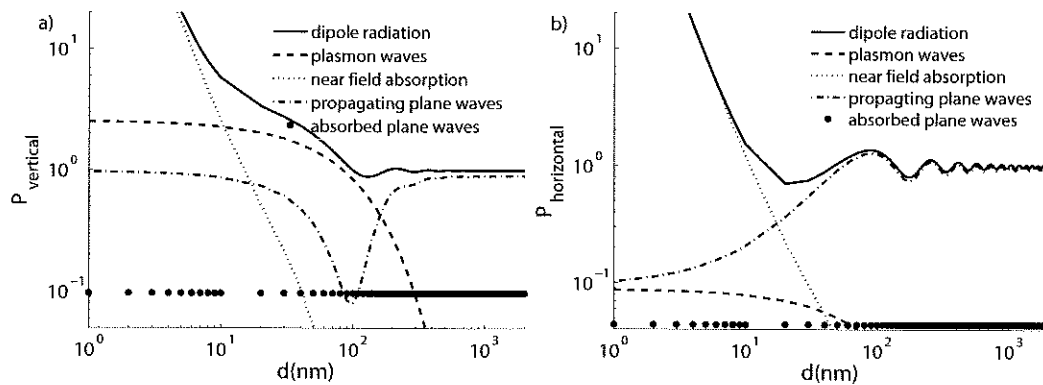 a)
dipole radiation
plasmon waves
near field absorption
propagating plane waves
absorbed plane waves
P vertical
10^1
10^0
10^-1
10^0 10^1 10^2 10^3
d(nm)
b)
dipole radiation
plasmon waves
near field absorption
propagting plane waves
absorbed plane waves
P horizontal
10^1
10^0
10^-1
10^0 10^1 10^2 10^3
d(nm)